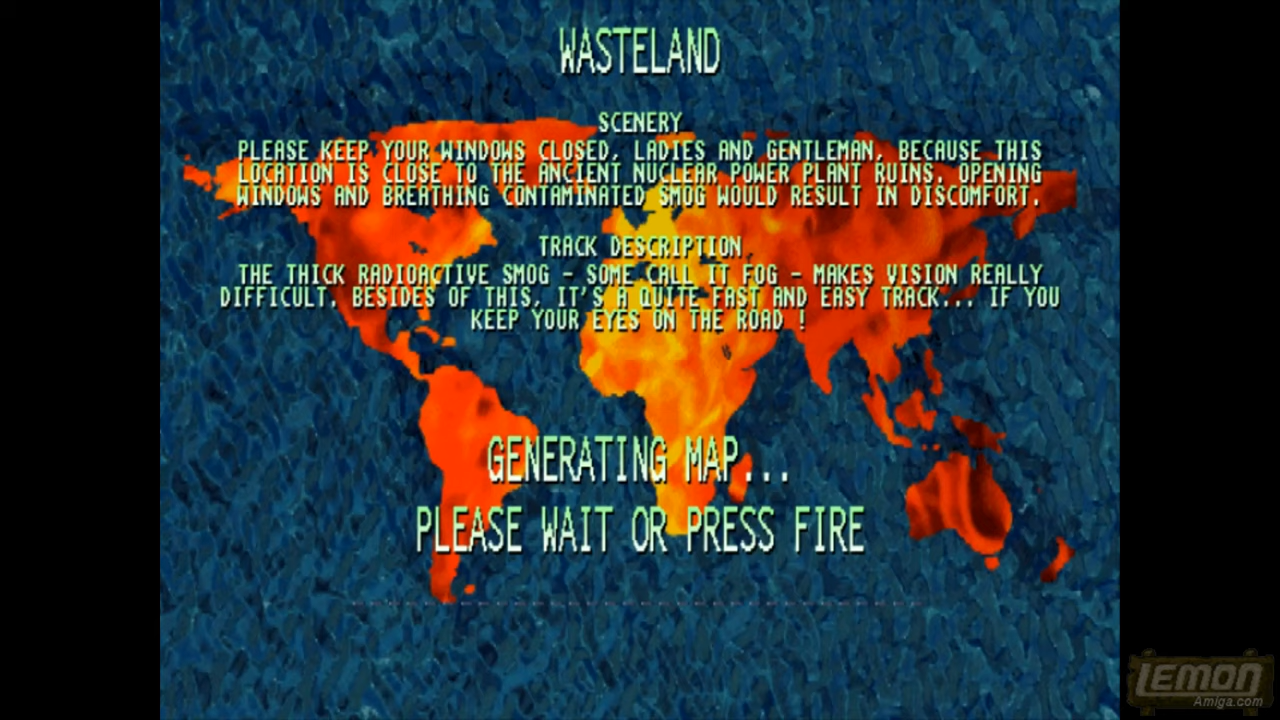 WASTELAND
SCENERY
PLEASE KEEP YOUR WINDOWS CLOSED, LADIES AND GENTLEMAN, BECAUSE THIS
LOCATION IS CLOSE TO THE ANCIENT NUCLEAR POWER PLANT RUINS. OPENING
WINDOWS AND BREATHING CONTAMINATED SMOG WOULD RESULT IN DISCOMFORT.
TRACK DESCRIPTION
THE THICK RADIOACTIVE SMOG - SOME CALL IT FOG - MAKES VISION REALLY
DIFFICULT. BESIDES OF THIS, IT'S A QUITE FAST AND EASY TRACK... IF YOU
KEEP YOUR EYES ON THE ROAD !
GENERATING MAP...
PLEASE WAIT OR PRESS FIRE
LEMON
Amiga.com